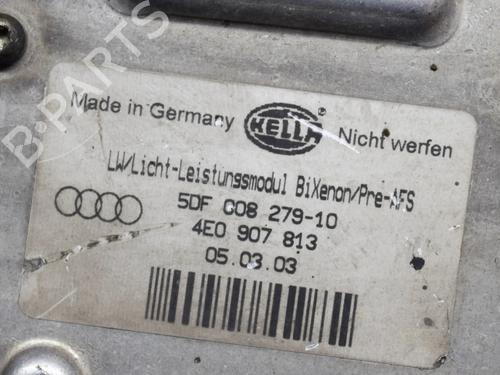 Made in Germany HELLA Nicht werfen
LW/Licht-Leistungsmodul BiXenon/Pre-AFS
5DF G08 279-10
4E0 907 813
05.03.03
B-PARTS